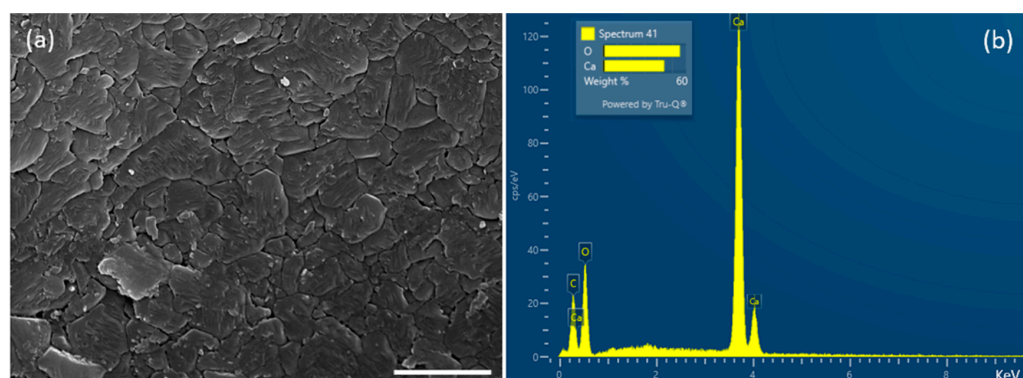 (a)
(b)
Spectrum 41
O
Ca
Weight % 60
Powered by Tru-Q®
Ca
C
O
Ca
Ca
cps/eV
120
100
80
60
40
20
0
0 2 4 6 8 KeV